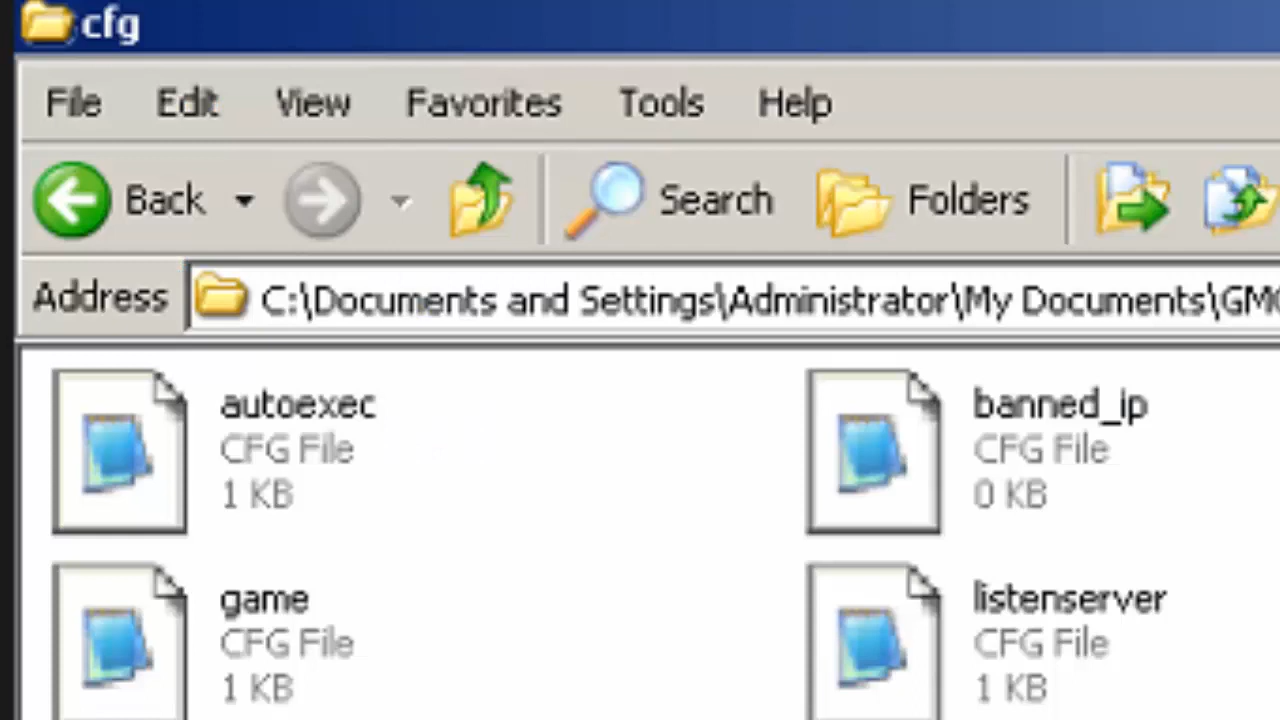 cfg
File Edit View Favorites Tools Help
Back Search Folders
Address C:\Documents and Settings\Administrator\My Documents\GM
autoexec banned_ip
CFG File CFG File
1 KB 0 KB
game listenserver
CFG File CFG File
1 KB 1 KB